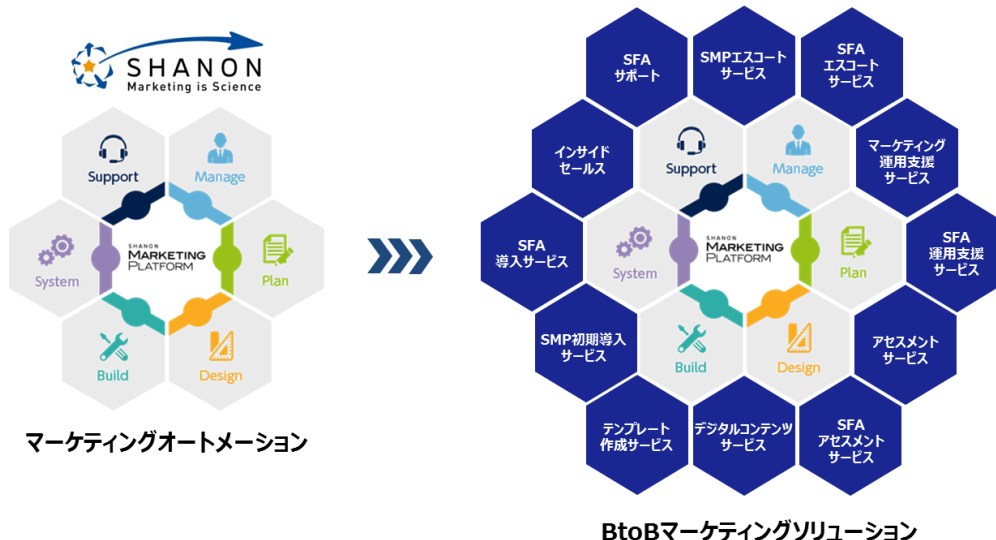 SHANON
Marketing is Science
Support
Manage
System
SHANON
MARKETING
PLATFORM
Plan
Build
Design
マーケティングオートメーション
SFA
サポート
SMPエスコート
サービス
SFA
エスコート
サービス
インサイド
セールス
Support
Manage
マーケティング
運用支援
サービス
SFA
導入サービス
System
SHANON
MARKETING
PLATFORM
Plan
SFA
運用支援
サービス
SMP初期導入
サービス
Build
Design
アセスメント
サービス
テンプレート
作成サービス
デジタルコンテンツ
サービス
SFA
アセスメント
サービス
BtoBマーケティングソリューション